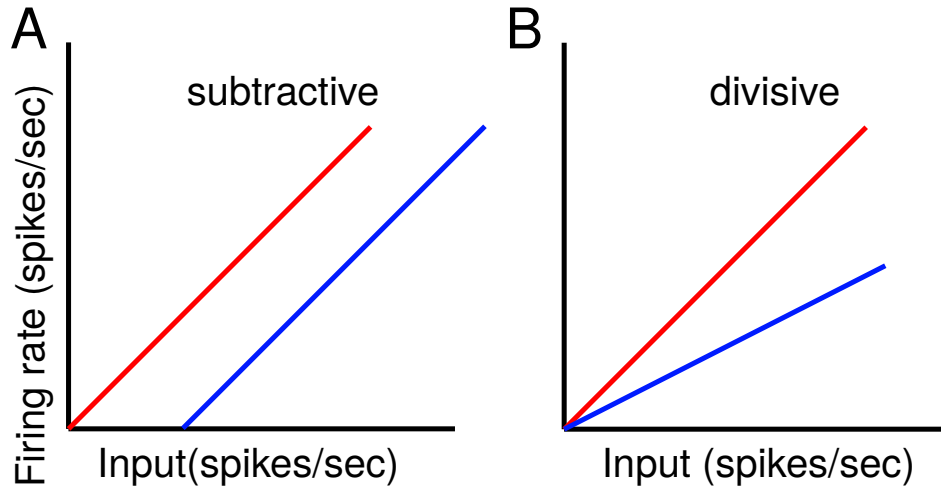 A
subtractive
Firing rate (spikes/sec)
Input(spikes/sec)
B
divisive
Input (spikes/sec)